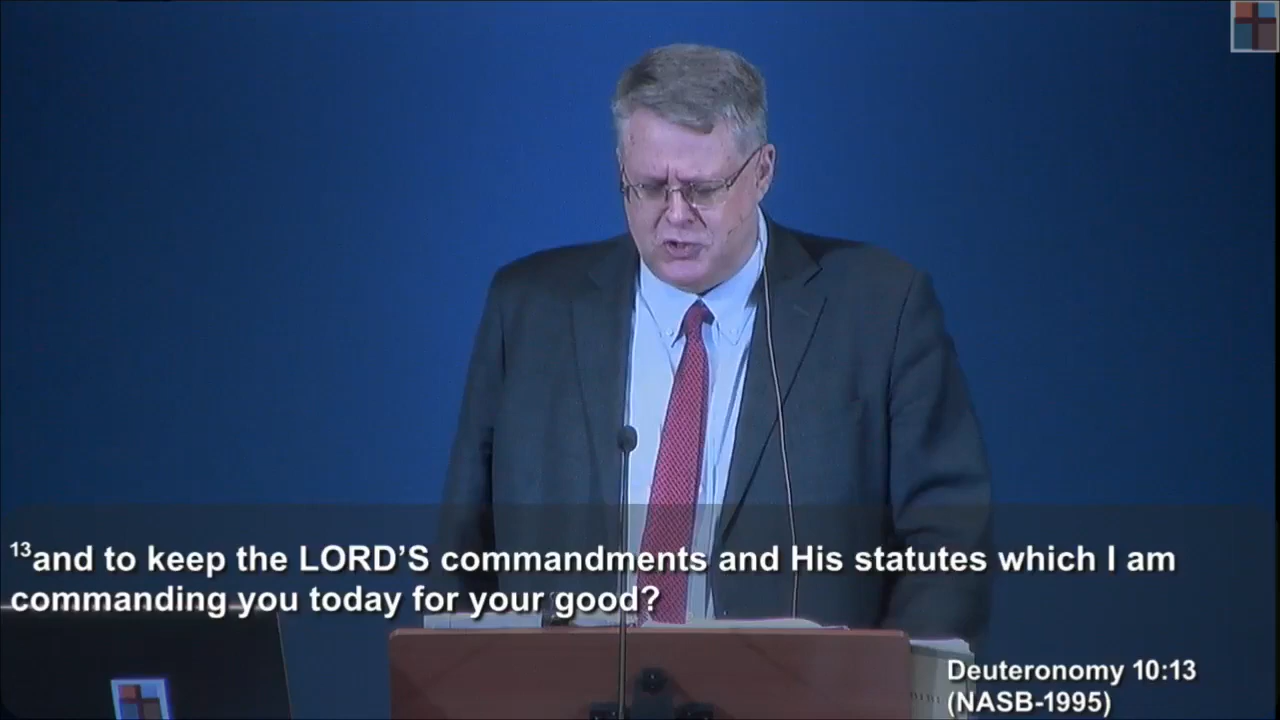 ¹³and to keep the LORD’S commandments and His statutes which I am
commanding you today for your good?
Deuteronomy 10:13
(NASB-1995)